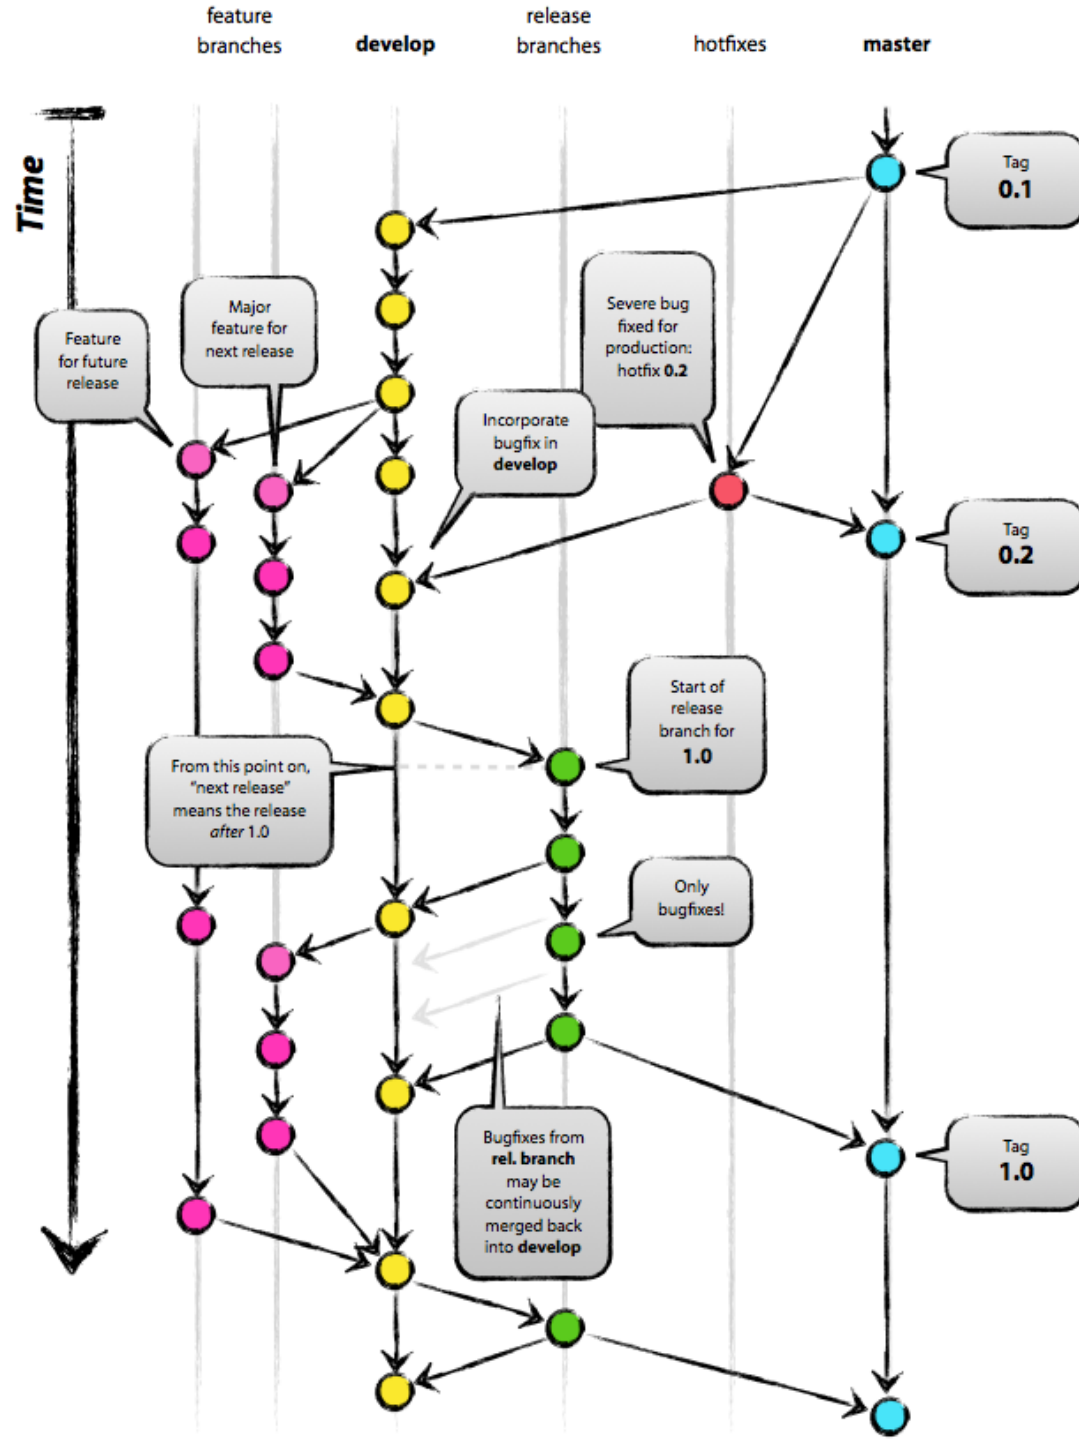 feature
branches
develop
release
branches
hotfixes
master
Time
Tag
0.1
Severe bug
fixed for
production:
hotfix 0.2
Major
feature for
next release
Feature
for future
release
Incorporate
bugfix in
develop
Tag
0.2
Start of
release
branch for
1.0
From this point on,
“next release”
means the release
after 1.0
Only
bugfixes!
Bugfixes from
rel. branch
may be
continuously
merged back
into develop
Tag
1.0